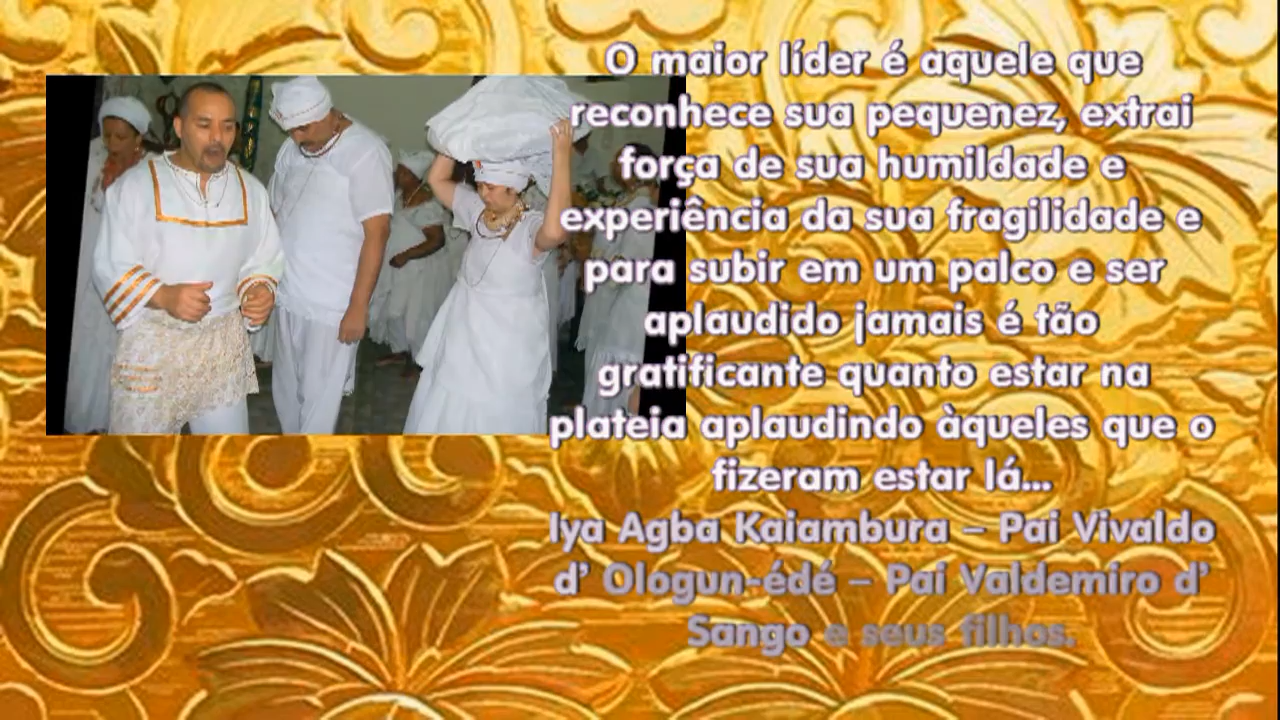 O maior líder é aquele que
reconhece sua pequenez, extrai
força de sua humildade e
experiência da sua fragilidade e
para subir em um palco e ser
aplaudido jamais é tão
gratificante quanto estar na
plateia aplaudindo àqueles que o
fizeram estar lá...
Iya Agba Kaiambura – Pai Vivaldo
d’ Ologun-édé – Pai Valdemiro d’
Sango e seus filhos.